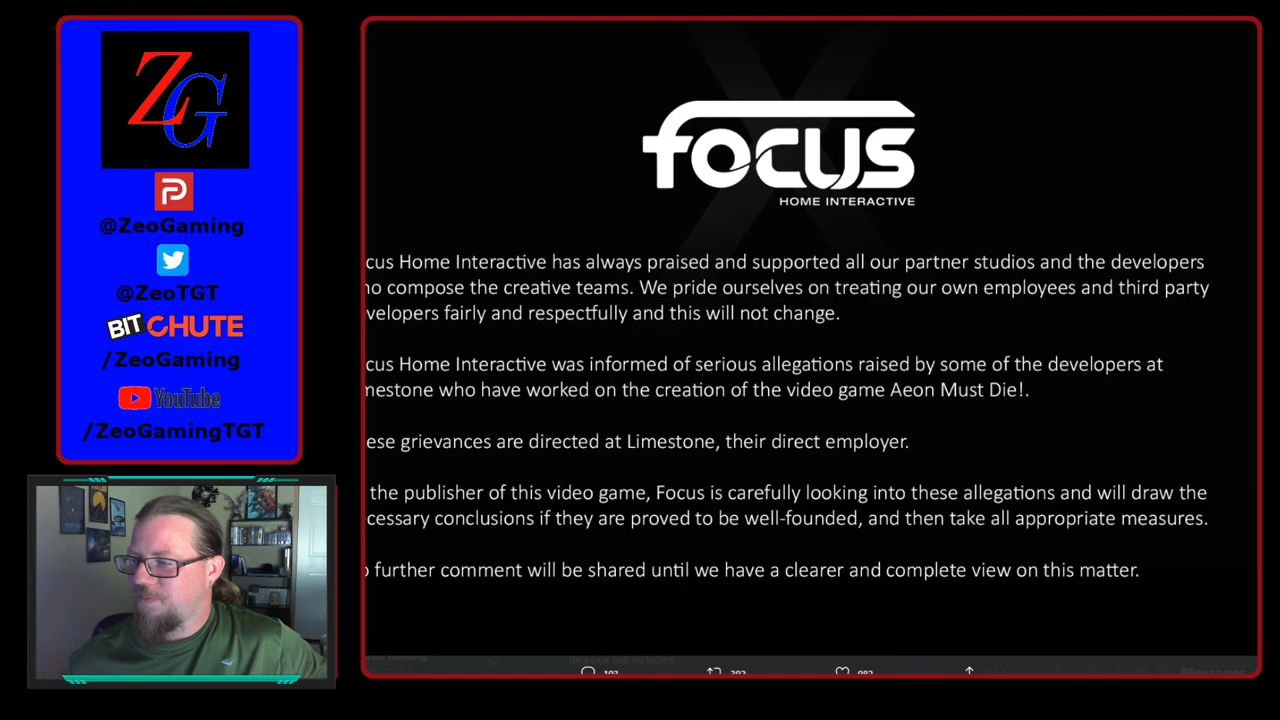 ZG
@ZeoGaming
@ZeoTGT
BIT CHUTE
/ZeoGaming
YouTube
/ZeoGamingTGT
focus
HOME INTERACTIVE
cus Home Interactive has always praised and supported all our partner studios and the developers
o compose the creative teams. We pride ourselves on treating our own employees and third party
velopers fairly and respectfully and this will not change.
cus Home Interactive was informed of serious allegations raised by some of the developers at
mestone who have worked on the creation of the video game Aeon Must Die!.
ese grievances are directed at Limestone, their direct employer.
the publisher of this video game, Focus is carefully looking into these allegations and will draw the
cessary conclusions if they are proved to be well-founded, and then take all appropriate measures.
further comment will be shared until we have a clearer and complete view on this matter.
dropbox link included: